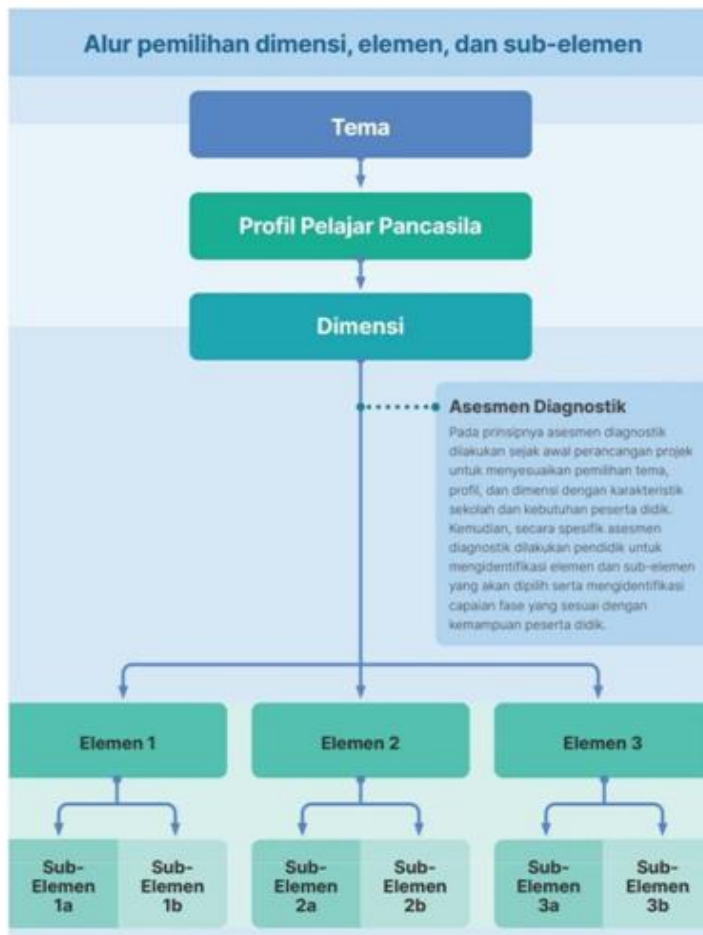 Alur pemilihan dimensi, elemen, dan sub-elemen
Tema
Profil Pelajar Pancasila
Dimensi
Asesmen Diagnostik
Pada prinsipnya asesmen diagnostik
dilakukan sejak awal perancangan projek
untuk menyesuaikan pemilihan tema,
profil, dan dimensi dengan karakteristik
sekolah dan kebutuhan peserta didik.
Kemudian, secara spesifik asesmen
diagnostik dilakukan pendidik untuk
mengidentifikasi elemen dan sub-elemen
yang akan dipilih serta mengidentifikasi
capaian fase yang sesuai dengan
kemampuan peserta didik.
Elemen 1
Elemen 2
Elemen 3
Sub-
Elemen
1a
Sub-
Elemen
1b
Sub-
Elemen
2a
Sub-
Elemen
2b
Sub-
Elemen
3a
Sub-
Elemen
3b